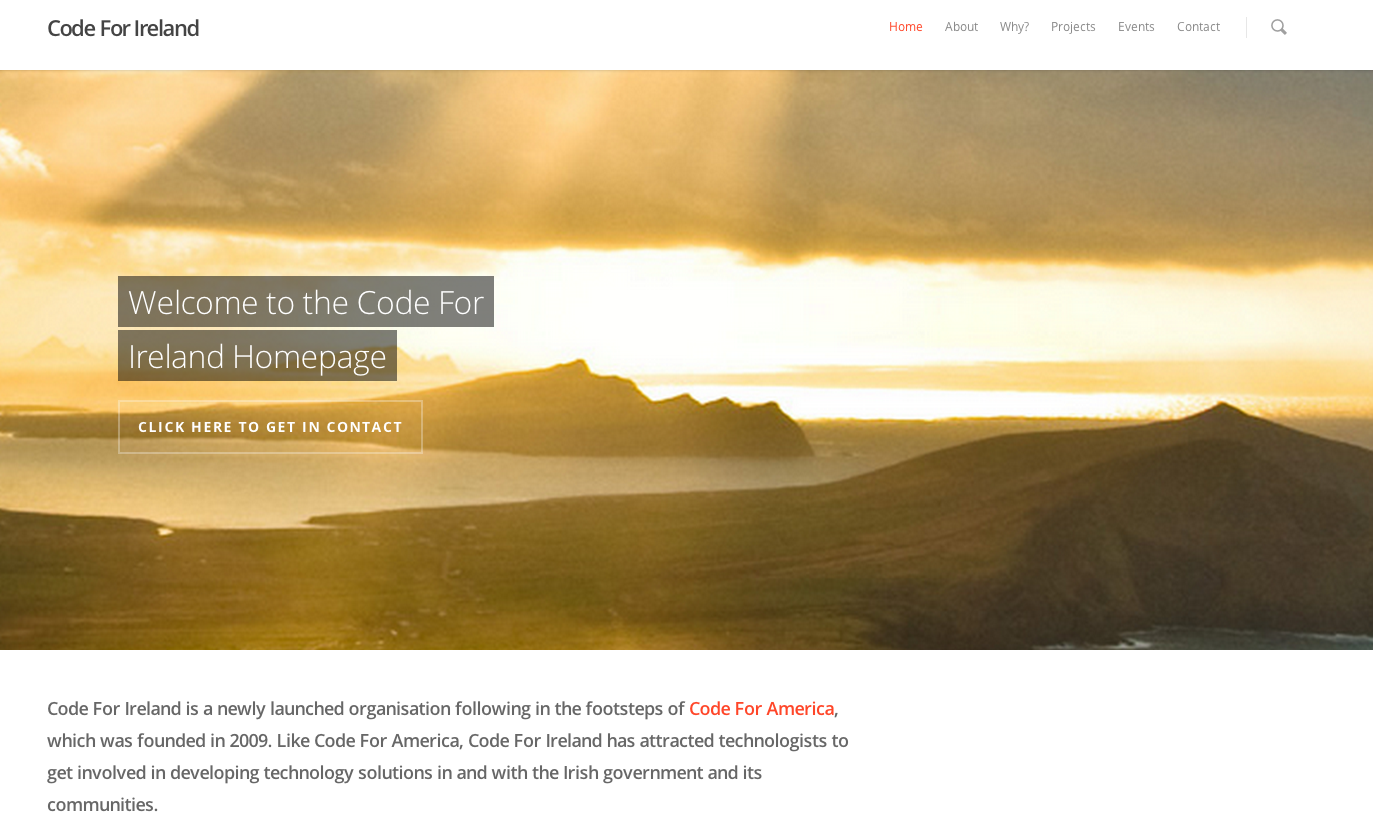 Code For Ireland
Home About Why? Projects Events Contact
Welcome to the Code For
Ireland Homepage
CLICK HERE TO GET IN CONTACT
Code For Ireland is a newly launched organisation following in the footsteps of Code For America,
which was founded in 2009. Like Code For America, Code For Ireland has attracted technologists to
get involved in developing technology solutions in and with the Irish government and its
communities.